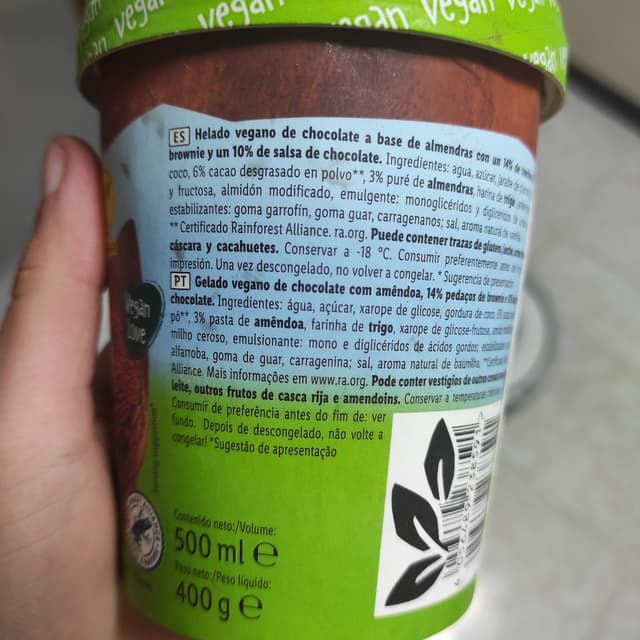 vegan vegan vegan vegan
vegan vegan
ES Helado vegano de chocolate a base de almendras con un 14% de
brownie y un 10% de salsa de chocolate. Ingredientes: agua, azúcar, jarabe de
coco, 6% cacao desgrasado en polvo**, 3% puré de almendras, harina de trigo,
y fructosa, almidón modificado, emulgente: monoglicéridos y diglicéridos de
estabilizantes: goma garrofín, goma guar, carragenanos; sal, aroma natural de
** Certificado Rainforest Alliance. ra.org. Puede contener trazas de gluten,
cáscara y cacahuetes. Conservar a -18 °C. Consumir preferentemente antes
impresión. Una vez descongelado, no volver a congelar. * Sugerencia de presentación
PT Gelado vegano de chocolate com amêndoa, 14% pedaços de brownie e
chocolate. Ingredientes: água, açúcar, xarope de glicose, gordura de coco,
pó**, 3% pasta de amêndoa, farinha de trigo, xarope de glicose-frutose, amido
milho ceroso, emulsionante: mono e diglicéridos de ácidos gordos;
alfarroba, goma de guar, carragenina; sal, aroma natural de baunilha.
Alliance. Mais informações em www.ra.org. Pode conter vestígios de outros
leite, outros frutos de casca rija e amendoins. Conservar a temperatura
Consumir de preferência antes do fim de: ver
fundo. Depois de descongelado, não volte a
congelar! *Sugestão de apresentação
Vegan
Love
Contenido neto:/Volume:
500 ml e
Peso neto:/Peso líquido:
400 g e